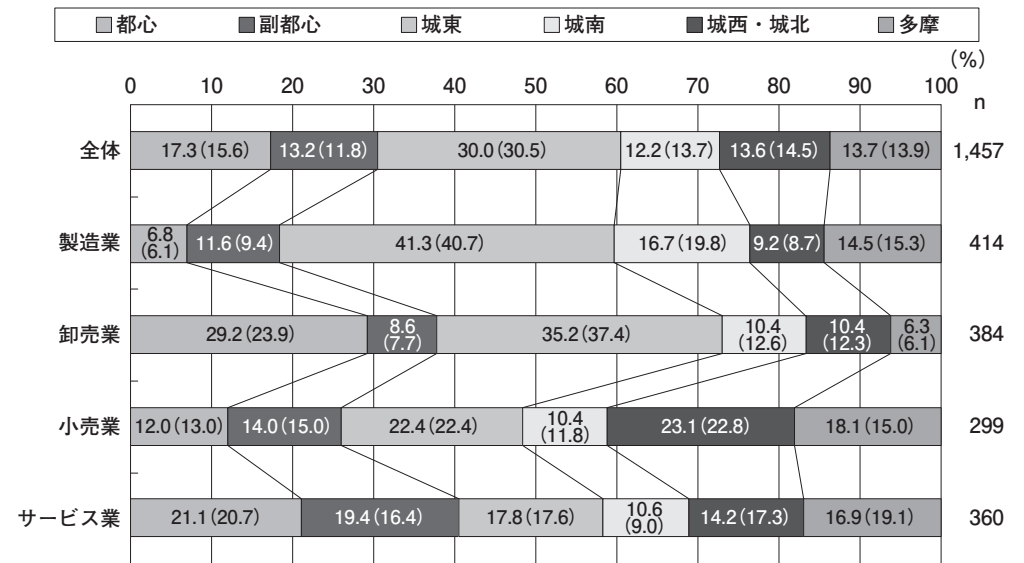 都心 副都心 城東 城南 城西・城北 多摩
(%)
0 10 20 30 40 50 60 70 80 90 100
n
全体 17.3(15.6) 13.2(11.8) 30.0(30.5) 12.2(13.7) 13.6(14.5) 13.7(13.9) 1,457
製造業 6.8(6.1) 11.6(9.4) 41.3(40.7) 16.7(19.8) 9.2(8.7) 14.5(15.3) 414
卸売業 29.2(23.9) 8.6(7.7) 35.2(37.4) 10.4(12.6) 10.4(12.3) 6.3(6.1) 384
小売業 12.0(13.0) 14.0(15.0) 22.4(22.4) 10.4(11.8) 23.1(22.8) 18.1(15.0) 299
サービス業 21.1(20.7) 19.4(16.4) 17.8(17.6) 10.6(9.0) 14.2(17.3) 16.9(19.1) 360